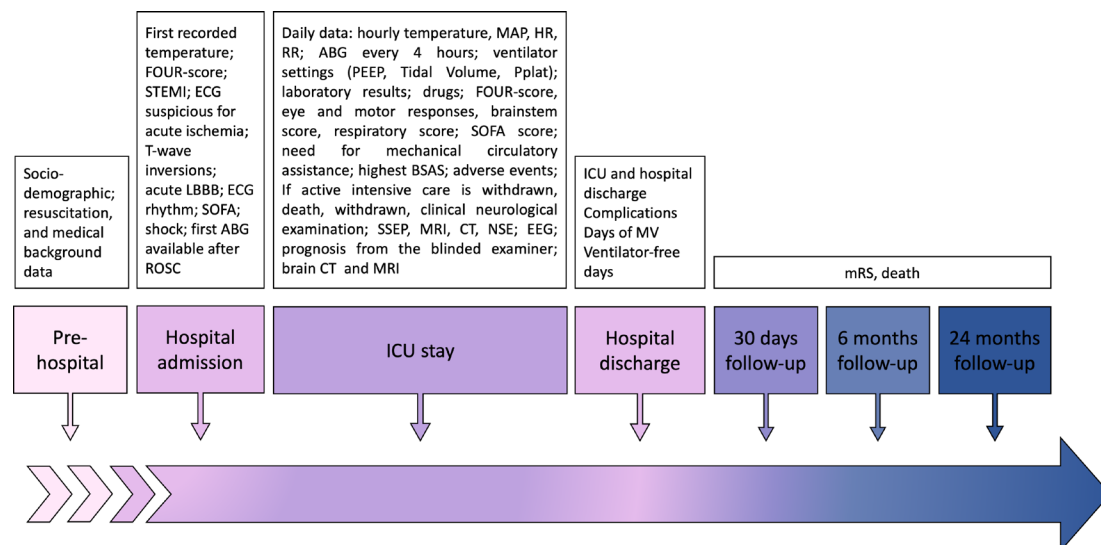 Socio-
demographic;
resuscitation,
and medical
background
data
First recorded
temperature;
FOUR-score;
STEMI; ECG
suspicious for
acute ischemia;
T-wave
inversions;
acute LBBB; ECG
rhythm; SOFA;
shock; first ABG
available after
ROSC
Daily data: hourly temperature, MAP, HR,
RR; ABG every 4 hours; ventilator
settings (PEEP, Tidal Volume, Pplat);
laboratory results; drugs; FOUR-score,
eye and motor responses, brainstem
score, respiratory score; SOFA score;
need for mechanical circulatory
assistance; highest BSAS; adverse events;
If active intensive care is withdrawn,
death, withdrawn, clinical neurological
examination; SSEP, MRI, CT, NSE; EEG;
prognosis from the blinded examiner;
brain CT and MRI
ICU and hospital
discharge
Complications
Days of MV
Ventilator-free
days
mRS, death
Pre-
hospital
Hospital
admission
ICU stay
Hospital
discharge
30 days
follow-up
6 months
follow-up
24 months
follow-up